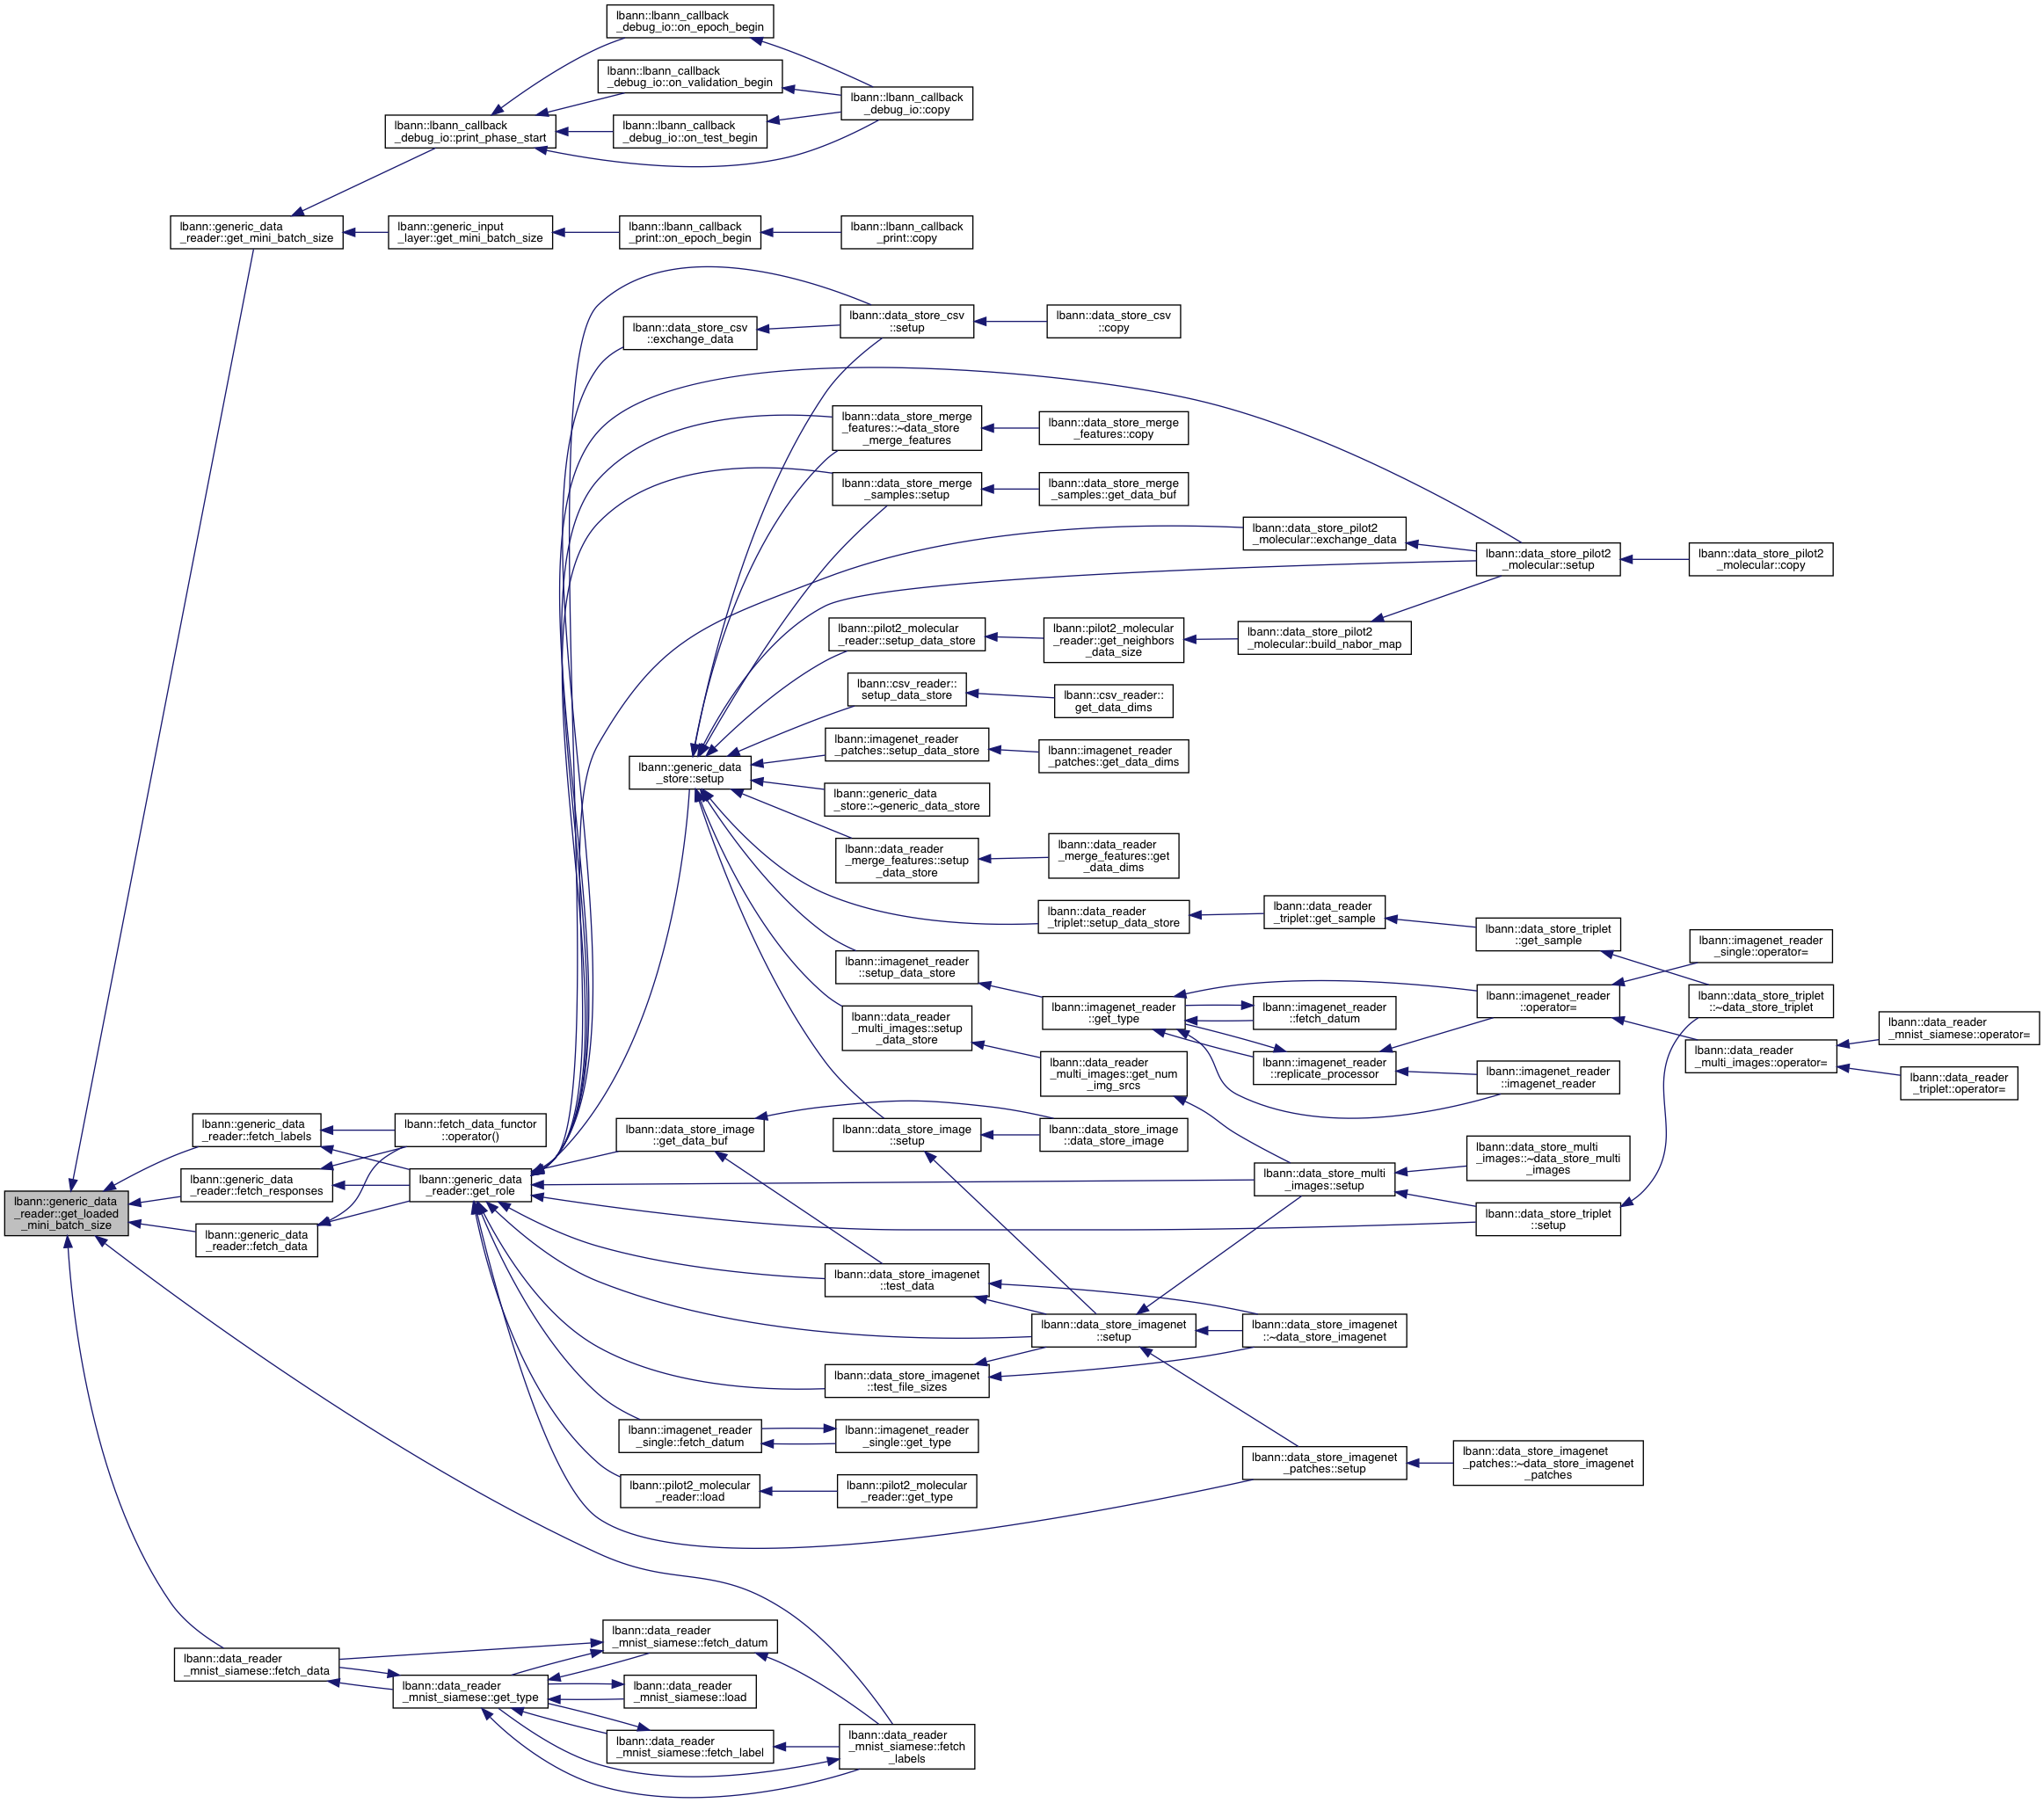 lbann::lbann_callback
_debug_io::on_epoch_begin
lbann::lbann_callback
_debug_io::on_validation_begin
lbann::lbann_callback
_debug_io::copy
lbann::lbann_callback
_debug_io::print_phase_start
lbann::lbann_callback
_debug_io::on_test_begin
lbann::generic_data
_reader::get_mini_batch_size
lbann::generic_input
_layer::get_mini_batch_size
lbann::lbann_callback
_print::on_epoch_begin
lbann::lbann_callback
_print::copy
lbann::data_store_csv
::exchange_data
lbann::data_store_csv
::setup
lbann::data_store_csv
::copy
lbann::data_store_merge
_features::~data_store
_merge_features
lbann::data_store_merge
_features::copy
lbann::data_store_merge
_samples::setup
lbann::data_store_merge
_samples::get_data_buf
lbann::data_store_pilot2
_molecular::exchange_data
lbann::data_store_pilot2
_molecular::setup
lbann::data_store_pilot2
_molecular::copy
lbann::pilot2_molecular
_reader::setup_data_store
lbann::pilot2_molecular
_reader::get_neighbors
_data_size
lbann::data_store_pilot2
_molecular::build_nabor_map
lbann::csv_reader::
setup_data_store
lbann::csv_reader::
get_data_dims
lbann::generic_data
_store::setup
lbann::imagenet_reader
_patches::setup_data_store
lbann::imagenet_reader
_patches::get_data_dims
lbann::generic_data
_store::~generic_data_store
lbann::data_reader
_merge_features::setup
_data_store
lbann::data_reader
_merge_features::get
_data_dims
lbann::data_reader
_triplet::setup_data_store
lbann::data_reader
_triplet::get_sample
lbann::data_store_triplet
::get_sample
lbann::imagenet_reader
_single::operator=
lbann::imagenet_reader
::setup_data_store
lbann::imagenet_reader
::get_type
lbann::imagenet_reader
::fetch_datum
lbann::imagenet_reader
::operator=
lbann::data_store_triplet
::~data_store_triplet
lbann::data_reader
_multi_images::setup
_data_store
lbann::data_reader
_multi_images::get_num
_img_srcs
lbann::imagenet_reader
::replicate_processor
lbann::imagenet_reader
::imagenet_reader
lbann::data_reader
_multi_images::operator=
lbann::data_reader
_mnist_siamese::operator=
lbann::data_reader
_triplet::operator=
lbann::generic_data
_reader::get_loaded
_mini_batch_size
lbann::generic_data
_reader::fetch_labels
lbann::generic_data
_reader::fetch_responses
lbann::generic_data
_reader::fetch_data
lbann::fetch_data_functor
::operator()
lbann::generic_data
_reader::get_role
lbann::data_store_image
::get_data_buf
lbann::data_store_image
::setup
lbann::data_store_image
::data_store_image
lbann::data_store_multi
_images::setup
lbann::data_store_multi
_images::~data_store_multi
_images
lbann::data_store_triplet
::setup
lbann::data_store_imagenet
::test_data
lbann::data_store_imagenet
::setup
lbann::data_store_imagenet
::~data_store_imagenet
lbann::data_store_imagenet
::test_file_sizes
lbann::imagenet_reader
_single::fetch_datum
lbann::imagenet_reader
_single::get_type
lbann::data_store_imagenet
_patches::setup
lbann::data_store_imagenet
_patches::~data_store_imagenet
_patches
lbann::pilot2_molecular
_reader::load
lbann::pilot2_molecular
_reader::get_type
lbann::data_reader
_mnist_siamese::fetch_data
lbann::data_reader
_mnist_siamese::fetch_datum
lbann::data_reader
_mnist_siamese::get_type
lbann::data_reader
_mnist_siamese::load
lbann::data_reader
_mnist_siamese::fetch_label
lbann::data_reader
_mnist_siamese::fetch
_labels